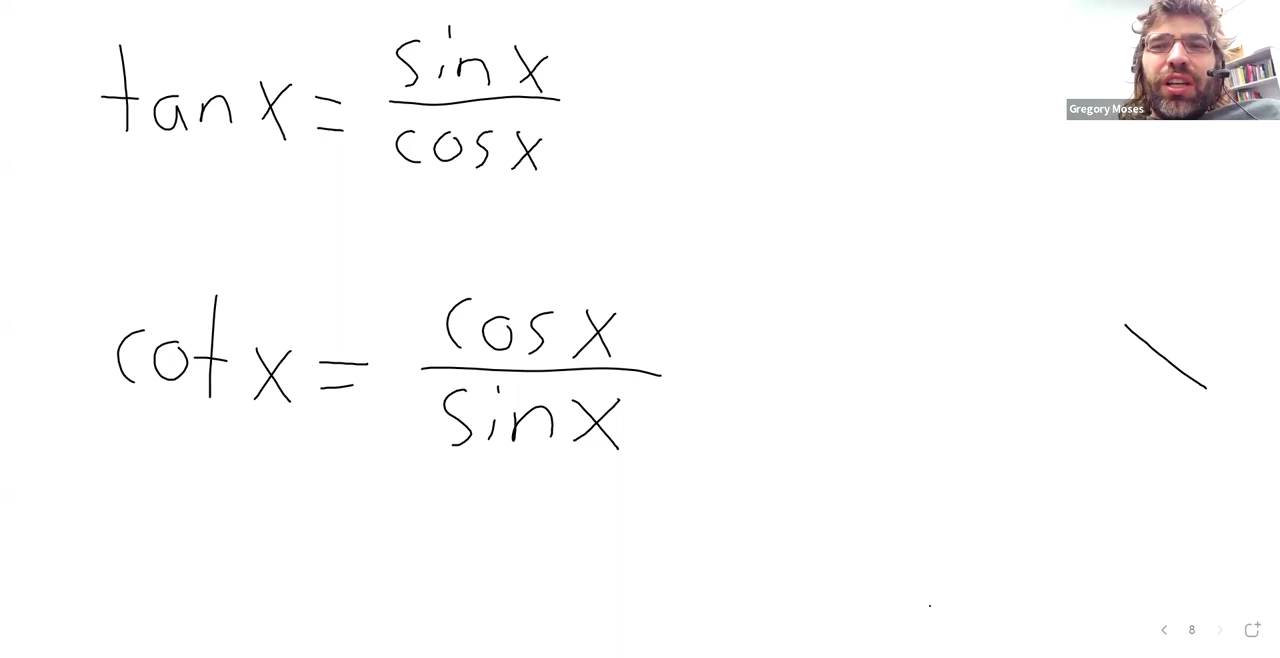 tan x = sin x / cos x
Gregory Moses
cot x = cos x / sin x
8